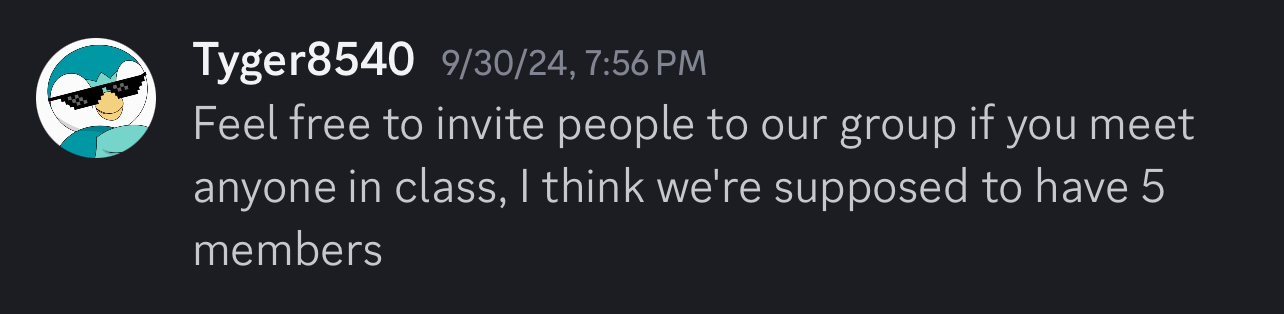 Tyger8540 9/30/24, 7:56 PM
Feel free to invite people to our group if you meet
anyone in class, I think we're supposed to have 5
members